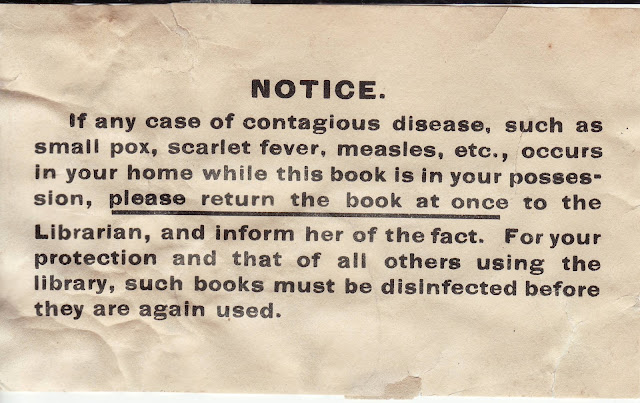 NOTICE.
If any case of contagious disease, such as
small pox, scarlet fever, measles, etc., occurs
in your home while this book is in your posses-
sion, please return the book at once to the
Librarian, and inform her of the fact. For your
protection and that of all others using the
library, such books must be disinfected before
they are again used.